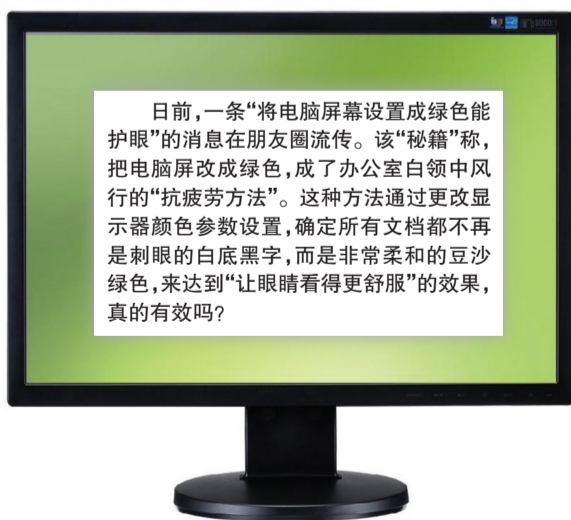 日前,一条“将电脑屏幕设置成绿色能
护眼”的消息在朋友圈流传。该“秘籍”称,
把电脑屏改成绿色,成了办公室白领中风
行的“抗疲劳方法”。这种方法通过更改显
示器颜色参数设置,确定所有文档都不再
是刺眼的白底黑字,而是非常柔和的豆沙
绿色,来达到“让眼睛看得更舒服”的效果,
真的有效吗?